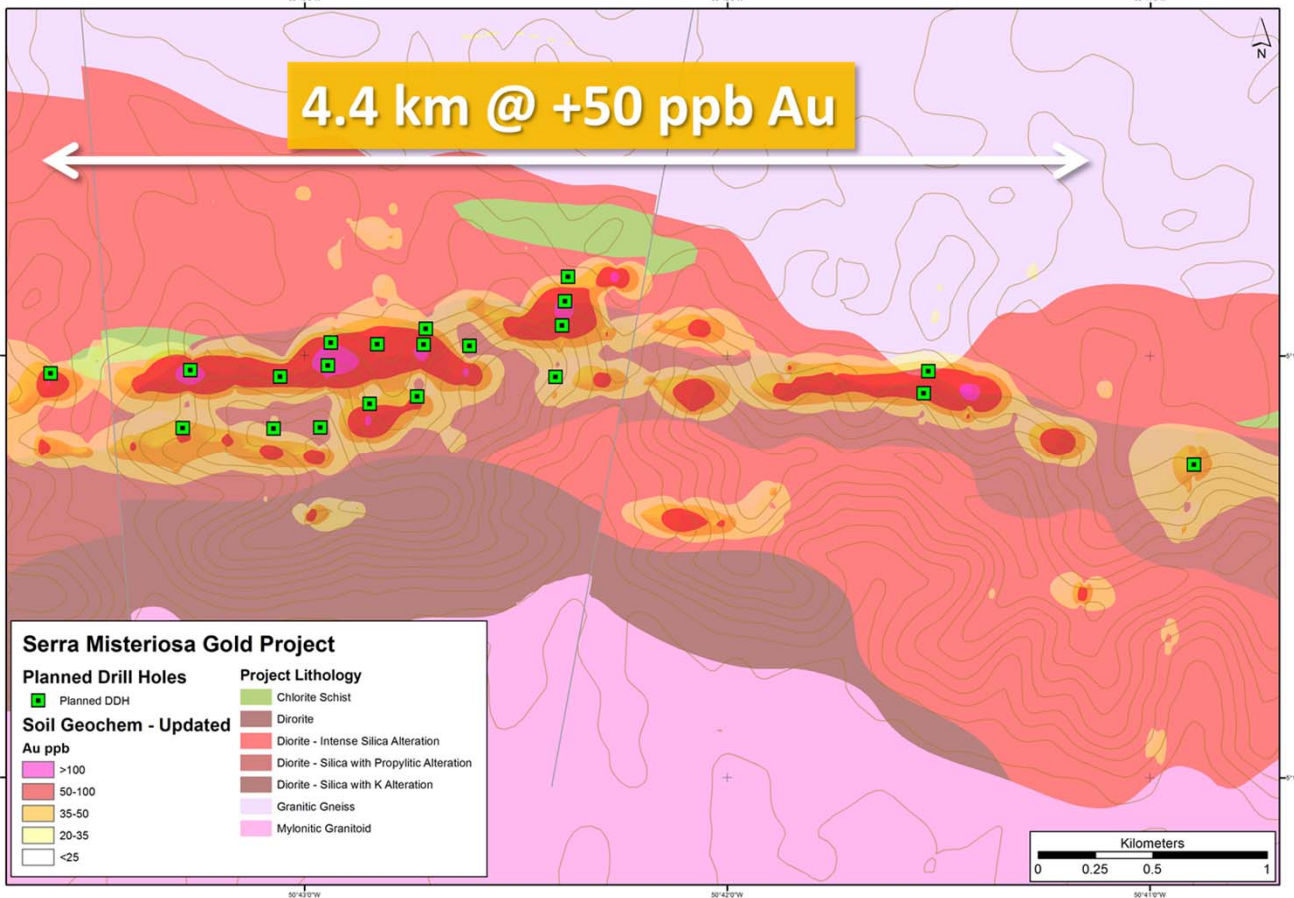 4.4 km @ +50 ppb Au
N
Serra Misteriosa Gold Project
Planned Drill Holes
Planned DDH
Soil Geochem - Updated
Au ppb
>100
50-100
35-50
20-35
<25
Project Lithology
Chlorite Schist
Dirorite
Diorite - Intense Silica Alteration
Diorite - Silica with Propylitic Alteration
Diorite - Silica with K Alteration
Granitic Gneiss
Mylonitic Granitoid
Kilometers
0 0.25 0.5 1
50°43'0"W 50°42'0"W 50°41'0"W